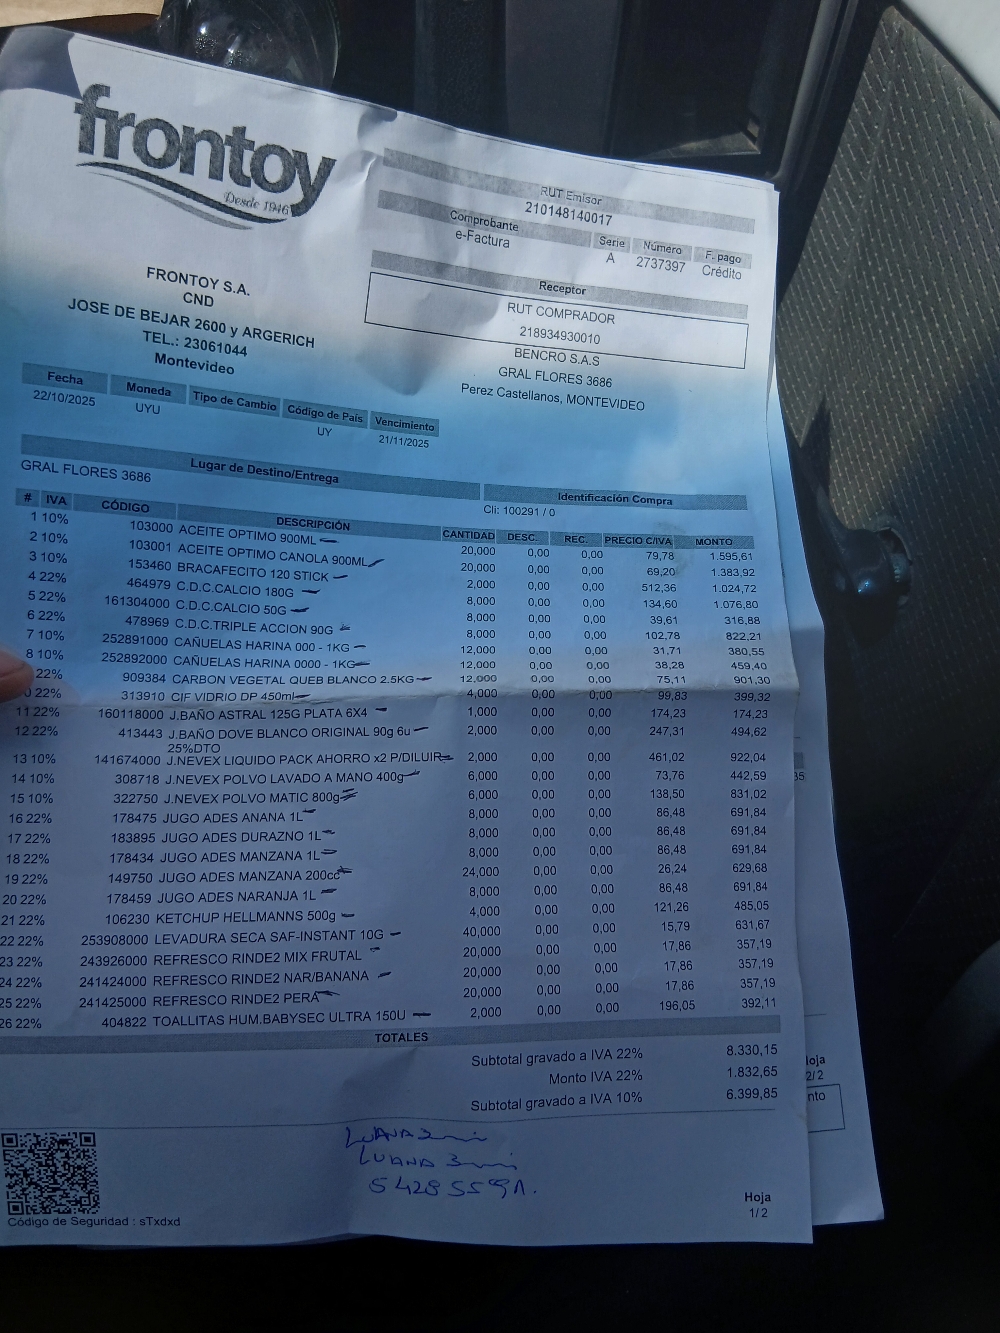 frontoy
Desde 1946
FRONTOY S.A.
CND
JOSE DE BEJAR 2600 y ARGERICH
TEL.: 23061044
Montevideo
RUT Emisor
210148140017
Comprobante Serie Número F. pago
e-Factura A 2737397 Crédito
Receptor
RUT COMPRADOR
218934930010
BENCRO S.A.S
GRAL FLORES 3686
Perez Castellanos, MONTEVIDEO
Fecha Moneda Tipo de Cambio Código de País Vencimiento
22/10/2025 UYU UY 21/11/2025
Lugar de Destino/Entrega
GRAL FLORES 3686
Identificación Compra
Cli: 100291 / 0
# IVA CÓDIGO DESCRIPCIÓN CANTIDAD DESC. REC. PRECIO C/IVA MONTO
1 10% 103000 ACEITE OPTIMO 900ML 20,000 0,00 0,00 79,78 1.595,61
2 10% 103001 ACEITE OPTIMO CANOLA 900ML 20,000 0,00 0,00 69,20 1.383,92
3 10% 153460 BRACAFECITO 120 STICK 2,000 0,00 0,00 512,36 1.024,72
4 22% 464979 C.D.C.CALCIO 180G 8,000 0,00 0,00 134,60 1.076,80
5 22% 161304000 C.D.C.CALCIO 50G 8,000 0,00 0,00 39,61 316,88
6 22% 478969 C.D.C.TRIPLE ACCION 90G 8,000 0,00 0,00 102,78 822,21
7 10% 252891000 CAÑUELAS HARINA 000 - 1KG 12,000 0,00 0,00 31,71 380,55
8 10% 252892000 CAÑUELAS HARINA 0000 - 1KG 12,000 0,00 0,00 38,28 459,40
22% 909384 CARBON VEGETAL QUEB BLANCO 2.5KG 12,000 0,00 0,00 75,11 901,30
0 22% 313910 CIF VIDRIO DP 450ml 4,000 0,00 0,00 99,83 399,32
11 22% 160118000 J.BAÑO ASTRAL 125G PLATA 6X4 1,000 0,00 0,00 174,23 174,23
12 22% 413443 J.BAÑO DOVE BLANCO ORIGINAL 90g 6u 2,000 0,00 0,00 247,31 494,62
25%DTO
13 10% 141674000 J.NEVEX LIQUIDO PACK AHORRO x2 P/DILUIR 2,000 0,00 0,00 461,02 922,04
14 10% 308718 J.NEVEX POLVO LAVADO A MANO 400g 6,000 0,00 0,00 73,76 442,59
15 10% 322750 J.NEVEX POLVO MATIC 800g 6,000 0,00 0,00 138,50 831,02
16 22% 178475 JUGO ADES ANANA 1L 8,000 0,00 0,00 86,48 691,84
17 22% 183895 JUGO ADES DURAZNO 1L 8,000 0,00 0,00 86,48 691,84
18 22% 178434 JUGO ADES MANZANA 1L 8,000 0,00 0,00 86,48 691,84
19 22% 149750 JUGO ADES MANZANA 200cc 24,000 0,00 0,00 26,24 629,68
20 22% 178459 JUGO ADES NARANJA 1L 8,000 0,00 0,00 86,48 691,84
21 22% 106230 KETCHUP HELLMANNS 500g 4,000 0,00 0,00 121,26 485,05
22 22% 253908000 LEVADURA SECA SAF-INSTANT 10G 40,000 0,00 0,00 15,79 631,67
23 22% 243926000 REFRESCO RINDE2 MIX FRUTAL 20,000 0,00 0,00 17,86 357,19
24 22% 241424000 REFRESCO RINDE2 NAR/BANANA 20,000 0,00 0,00 17,86 357,19
25 22% 241425000 REFRESCO RINDE2 PERA 20,000 0,00 0,00 17,86 357,19
26 22% 404822 TOALLITAS HUM.BABYSEC ULTRA 150U 2,000 0,00 0,00 196,05 392,11
TOTALES
Subtotal gravado a IVA 22% 8.330,15
Monto IVA 22% 1.832,65
Subtotal gravado a IVA 10% 6.399,85
LUANA
LUANA
Código de Seguridad : sTxdxd
Hoja
1/ 2
35
Hoja
2/ 2
nto